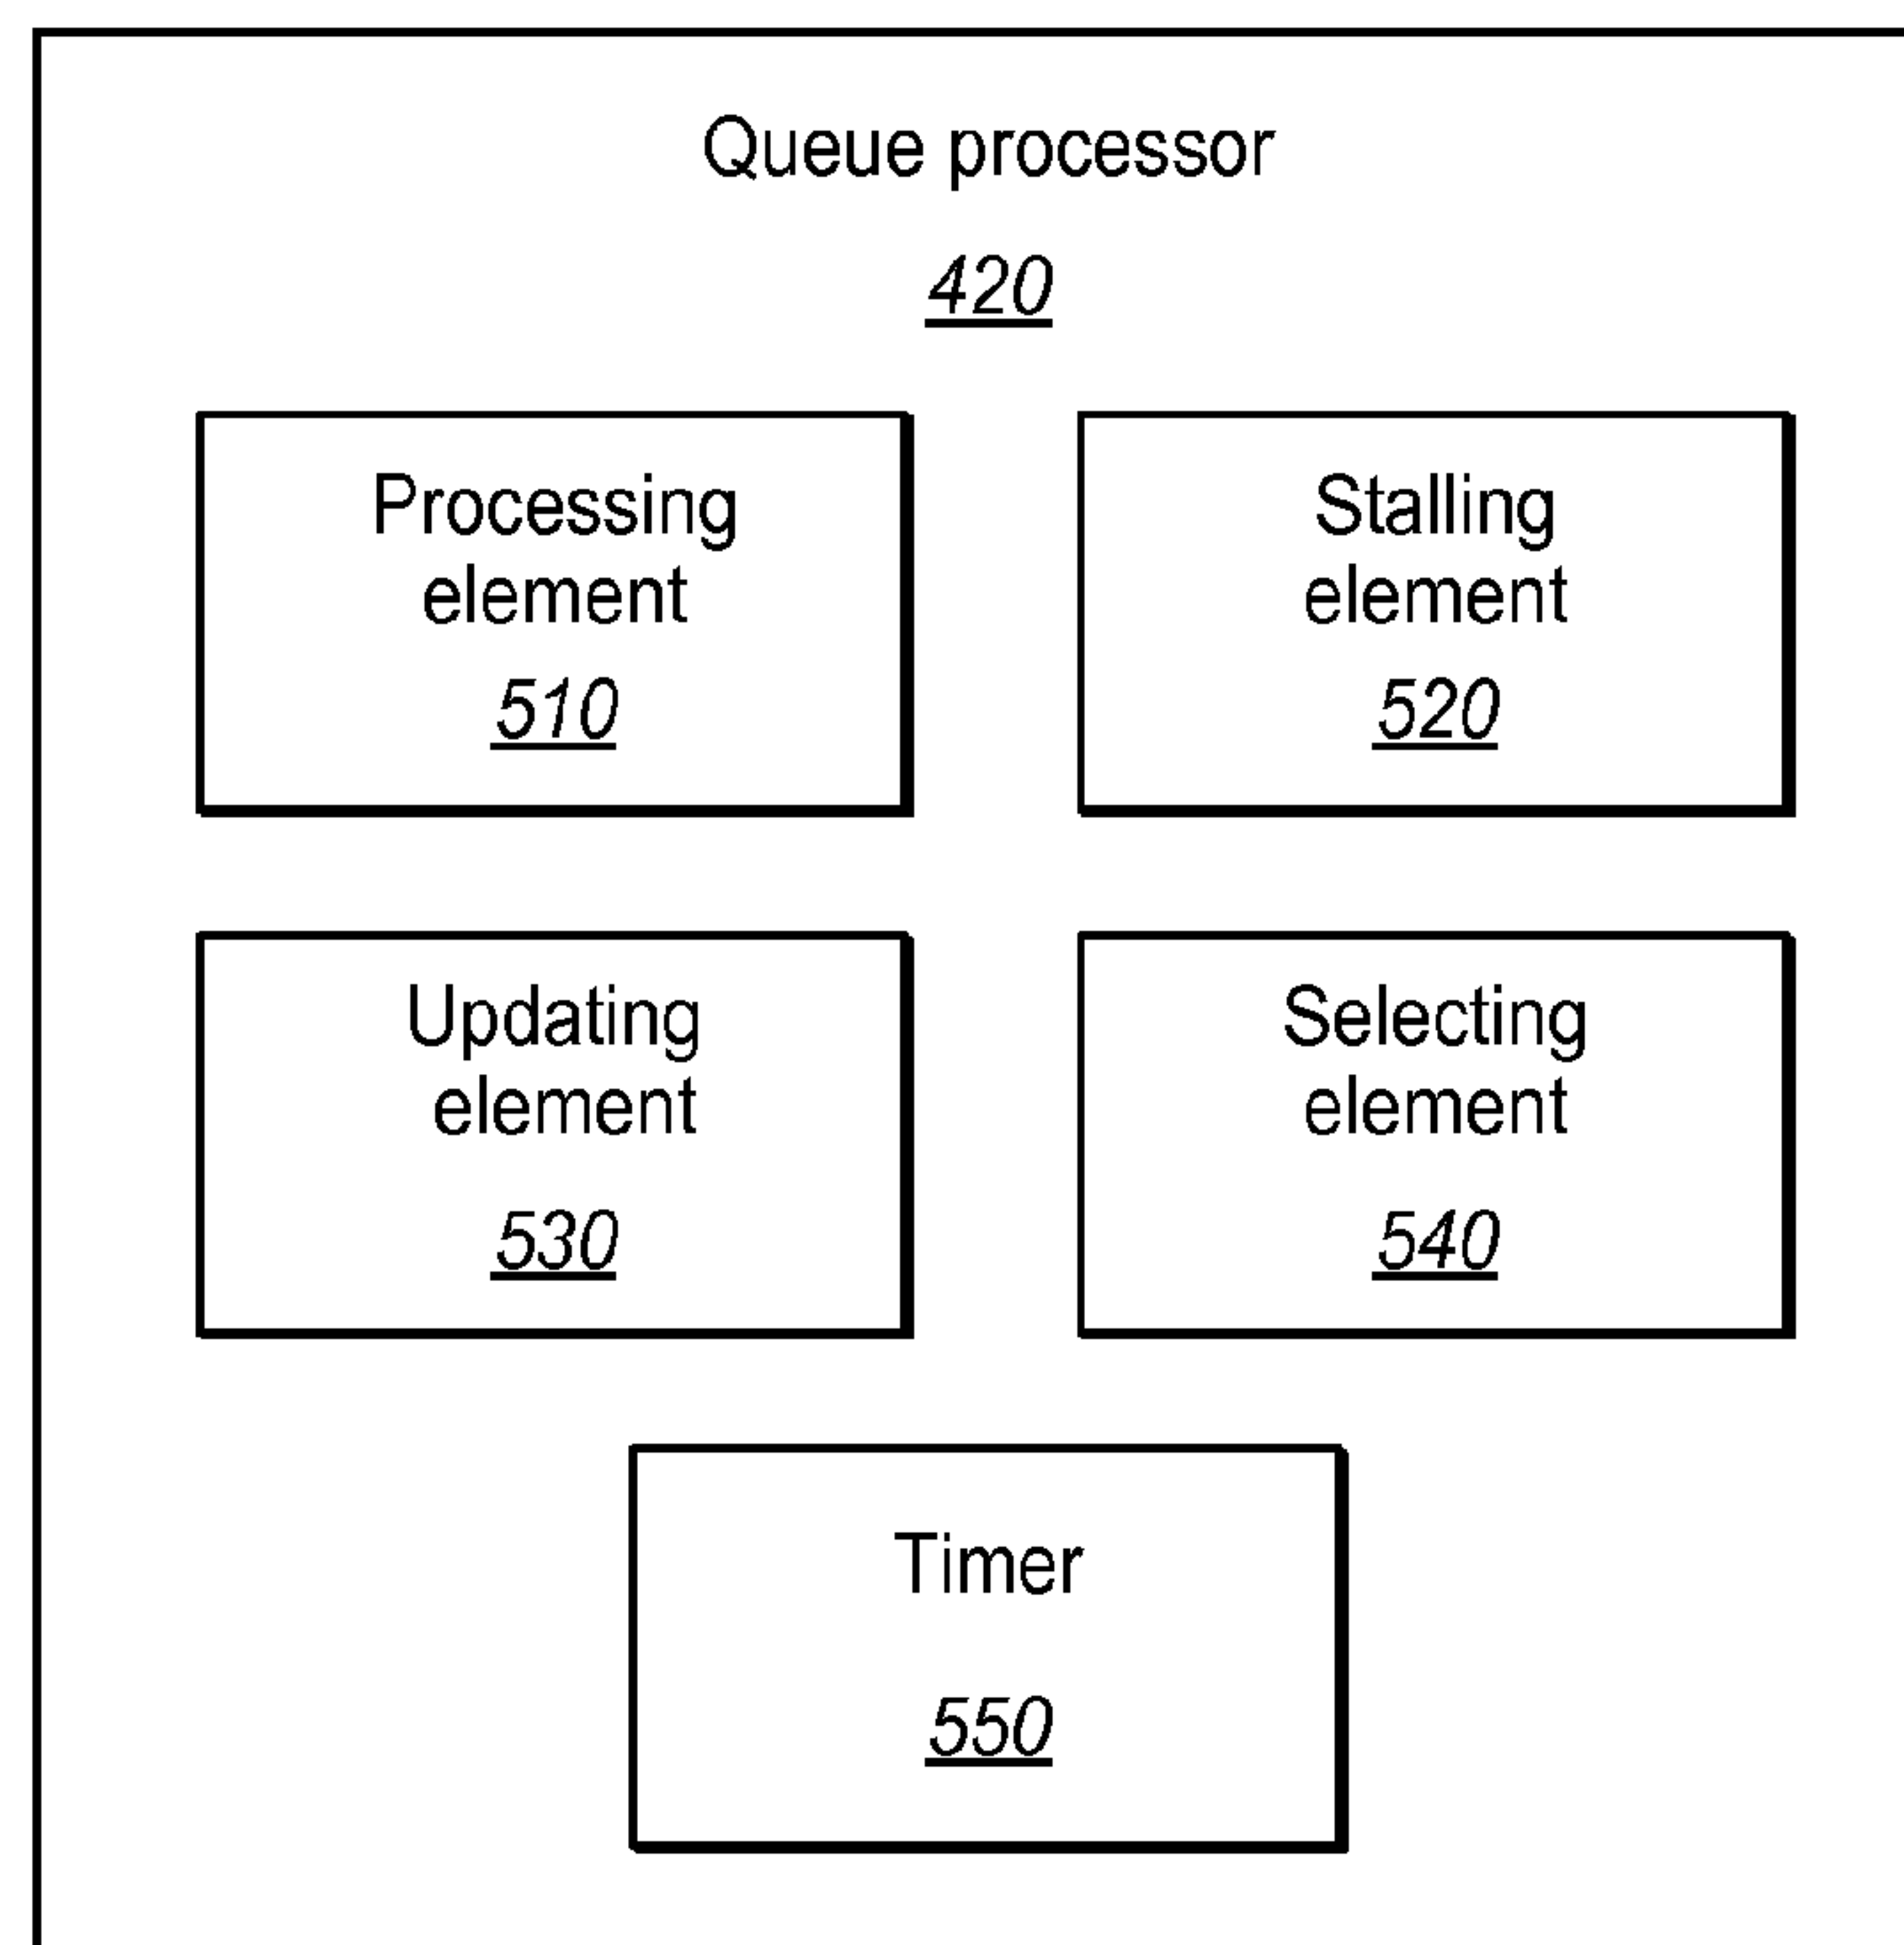 Queue processor
420
Processing
element
510
Stalling
element
520
Updating
element
530
Selecting
element
540
Timer
550